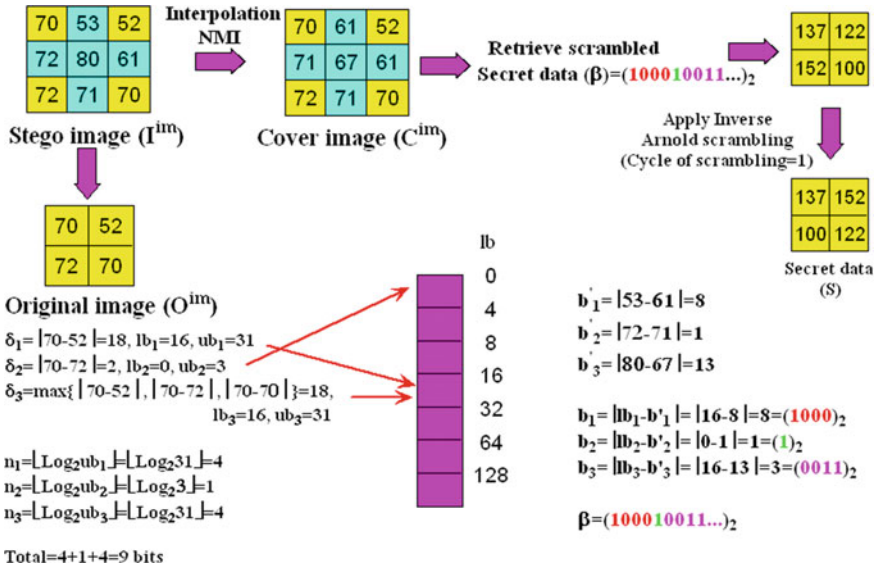 70 53 52
72 80 61
72 71 70
Stego image (I^im)
Interpolation
NMI
70 61 52
71 67 61
72 71 70
Cover image (C^im)
Retrieve scrambled
Secret data (β)=(100010011...)₂
137 122
152 100
Apply Inverse
Arnold scrambling
(Cycle of scrambling=1)
137 152
100 122
Secret data
(S)
70 52
72 70
Original image (O^im)
δ₁= |70-52|=18, lb₁=16, ub₁=31
δ₂= |70-72|=2, lb₂=0, ub₂=3
δ₃=max{|70-52|,|70-72|,|70-70|}=18,
lb₃=16, ub₃=31
n₁=⌊Log₂ub₁⌋=⌊Log₂31⌋=4
n₂=⌊Log₂ub₂⌋=⌊Log₂3⌋=1
n₃=⌊Log₂ub₃⌋=⌊Log₂31⌋=4
Total=4+1+4=9 bits
lb
0
4
8
16
32
64
128
b'₁= |53-61|=8
b'₂= |72-71|=1
b'₃= |80-67|=13
b₁= |lb₁-b'₁|= |16-8|=8=(1000)₂
b₂= |lb₂-b'₂|= |0-1|=1=(1)₂
b₃= |lb₃-b'₃|= |16-13|=3=(0011)₂
β=(100010011...)₂